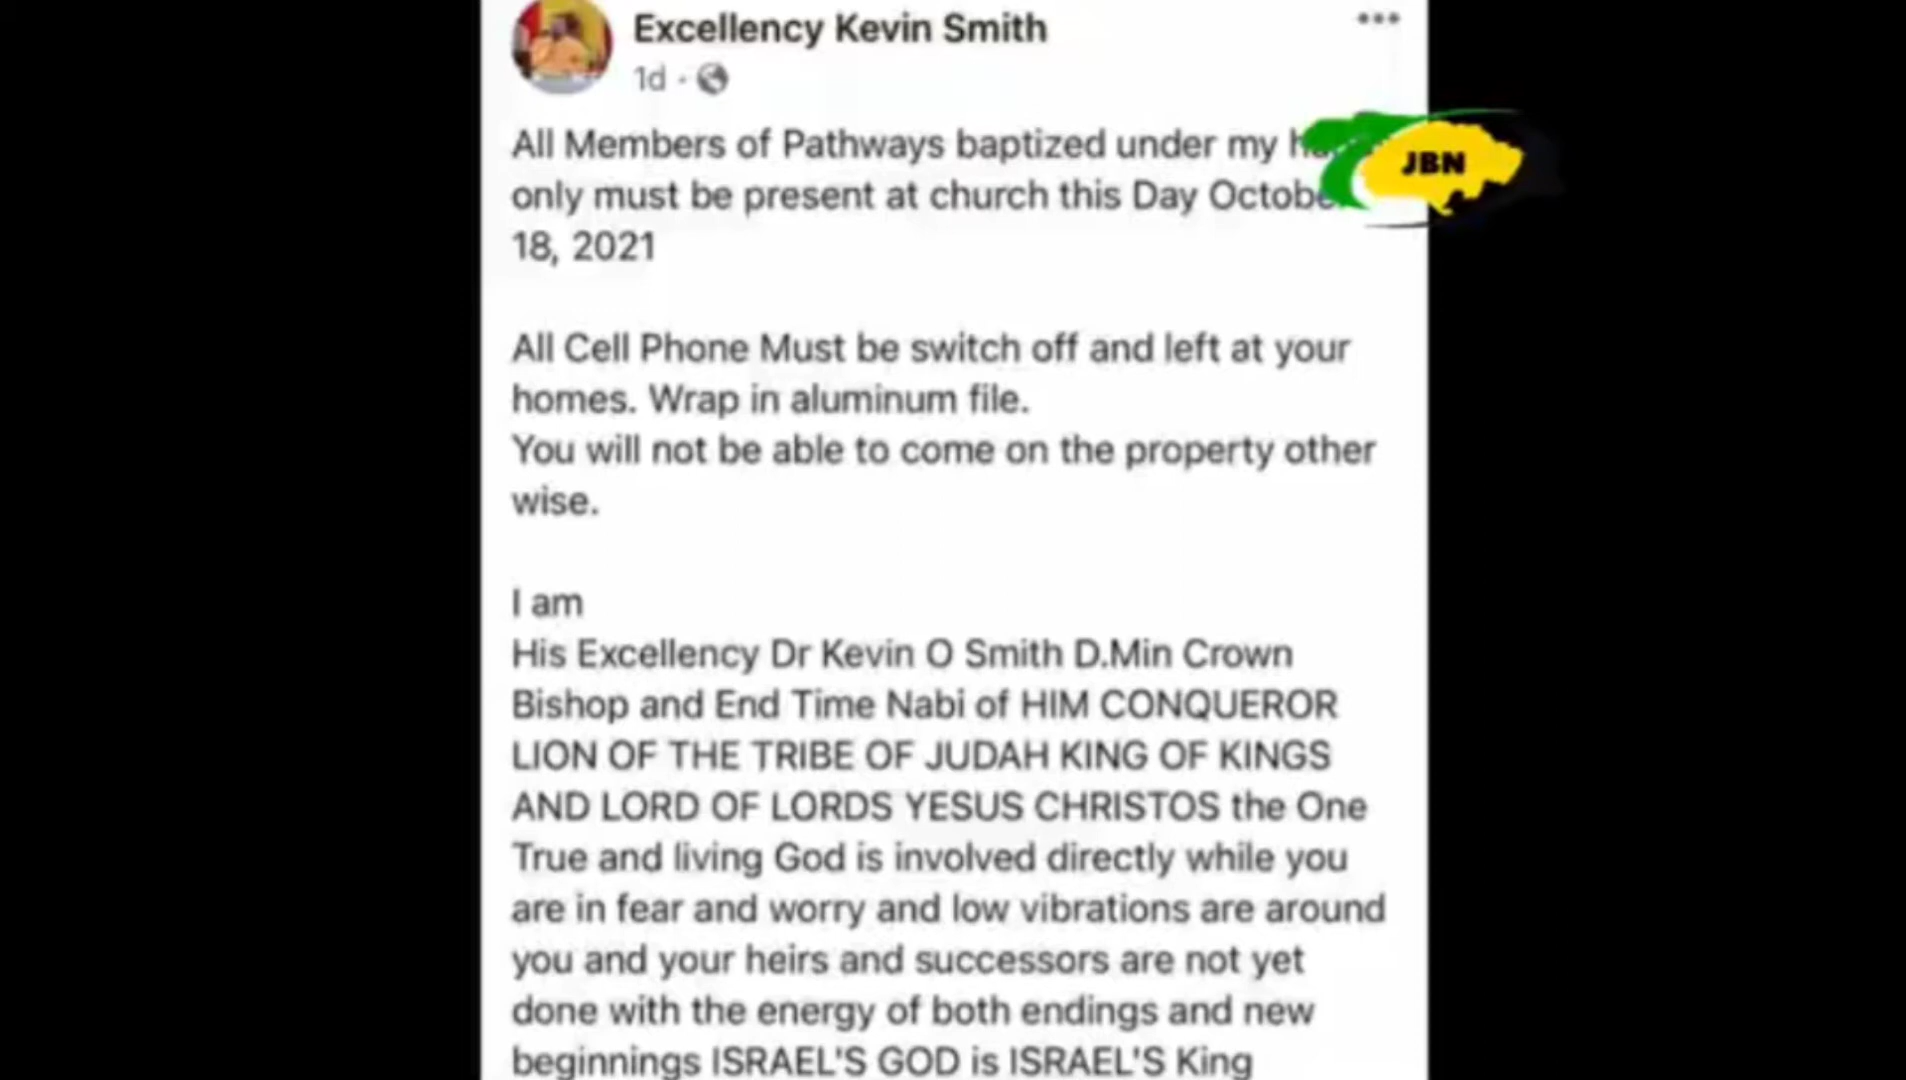 Excellency Kevin Smith
1d ·
All Members of Pathways baptized under my
only must be present at church this Day October
18, 2021
All Cell Phone Must be switch off and left at your
homes. Wrap in aluminum file.
You will not be able to come on the property other
wise.
I am
His Excellency Dr Kevin O Smith D.Min Crown
Bishop and End Time Nabi of HIM CONQUEROR
LION OF THE TRIBE OF JUDAH KING OF KINGS
AND LORD OF LORDS YESUS CHRISTOS the One
True and living God is involved directly while you
are in fear and worry and low vibrations are around
you and your heirs and successors are not yet
done with the energy of both endings and new
beginnings ISRAEL'S GOD is ISRAEL'S King
JBN